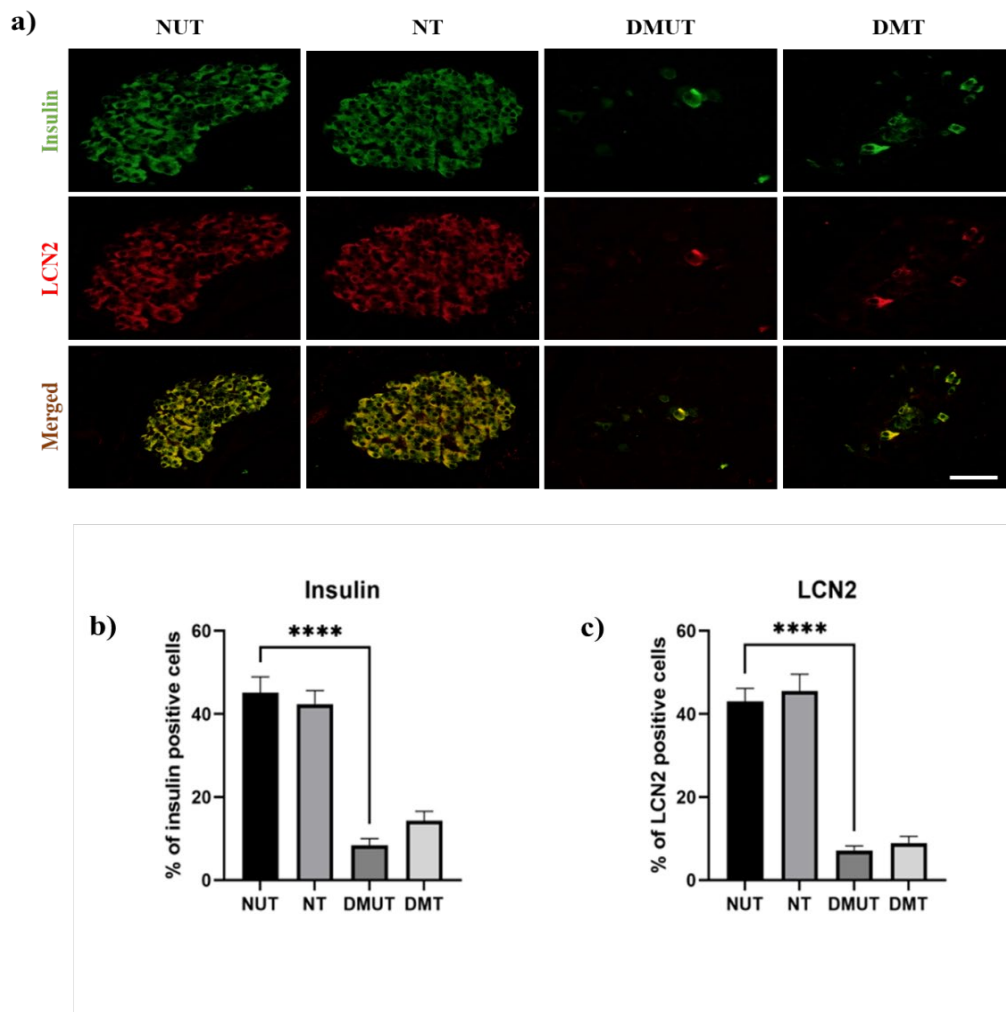 a)
NUT NT DMUT DMT
Insulin
LCN2
Merged
b)
Insulin
% of insulin positive cells
60
40
20
0
****
NUT NT DMUT DMT
c)
LCN2
% of LCN2 positive cells
60
40
20
0
****
NUT NT DMUT DMT